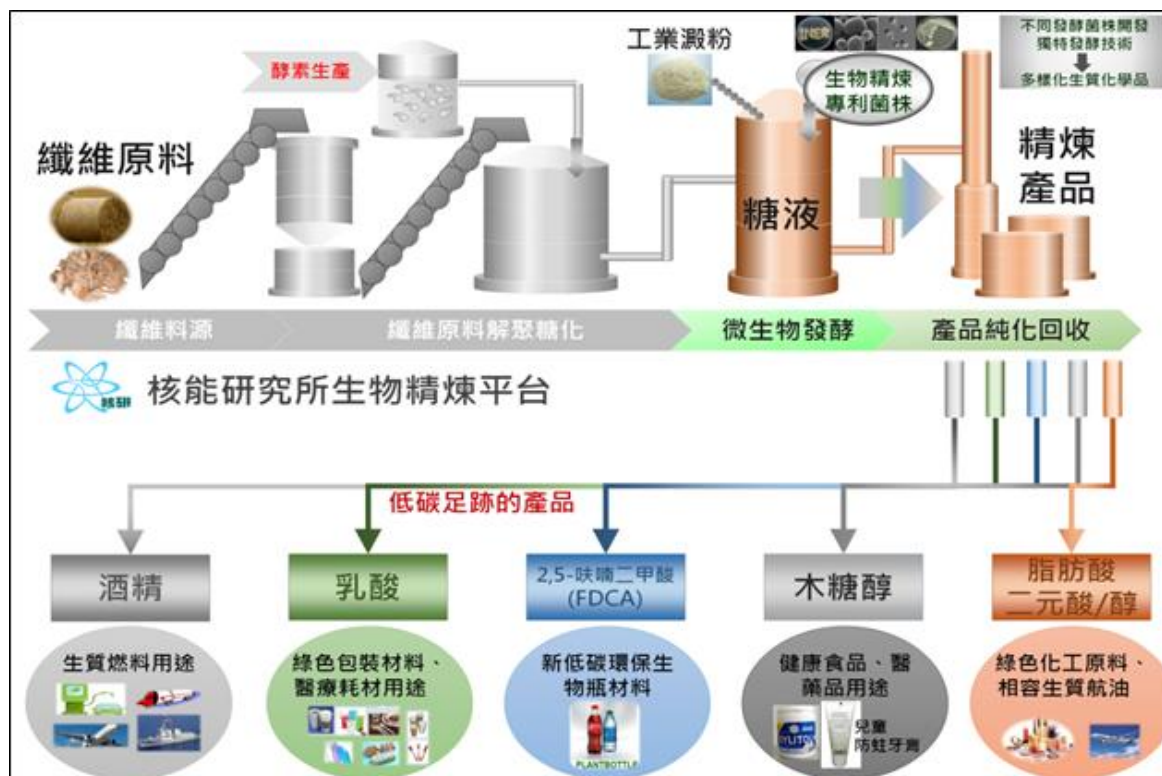 酵素生產
工業澱粉
不同發酵菌株開發
獨特發酵技術
多樣化生質化學品
生物精煉
專利菌株
纖維原料
糖液
精煉
產品
纖維料源
纖維原料解聚糖化
微生物發酵
產品純化回收
核研
核能研究所生物精煉平台
低碳足跡的產品
酒精
乳酸
2,5-呋喃二甲酸
(FDCA)
木糖醇
脂肪酸
二元酸/醇
生質燃料用途
綠色包裝材料、
醫療耗材用途
新低碳環保生
物瓶材料
PLANTBOTTLE
健康食品、醫
藥品用途
兒童
防蛀牙膏
綠色化工原料、
相容生質航油